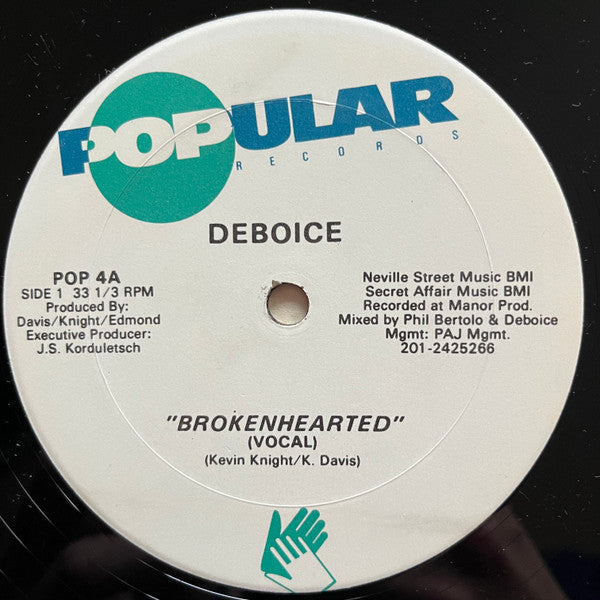 POPULAR
RECORDS
DEBOICE
POP 4A
SIDE 1 33 1/3 RPM
Produced By:
Davis/Knight/Edmond
Executive Producer:
J.S. Korduletsch
Neville Street Music BMI
Secret Affair Music BMI
Recorded at Manor Prod.
Mixed by Phil Bertolo & Deboice
Mgmt: PAJ Mgmt.
201-2425266
"BROKENHEARTED"
(VOCAL)
(Kevin Knight/K. Davis)